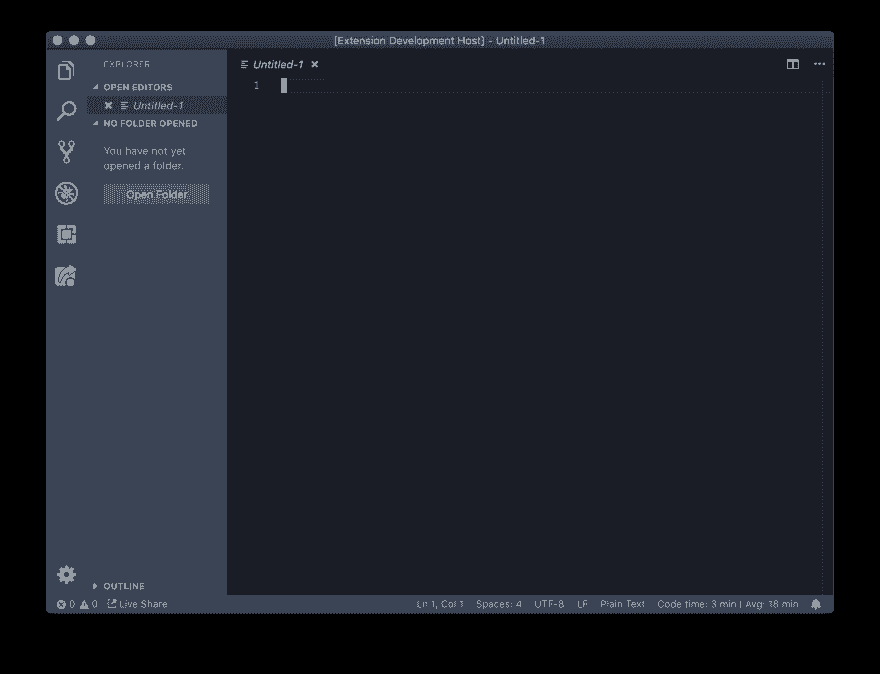 [Extension Development Host] - Untitled-1
EXPLORER
OPEN EDITORS
Untitled-1
NO FOLDER OPENED
You have not yet
opened a folder.
Open Folder
OUTLINE
Untitled-1
1
0 0 Live Share
Ln 1, Col 1 Spaces: 4 UTF-8 LF Plain Text Code time: 3 min | Avg: 38 min